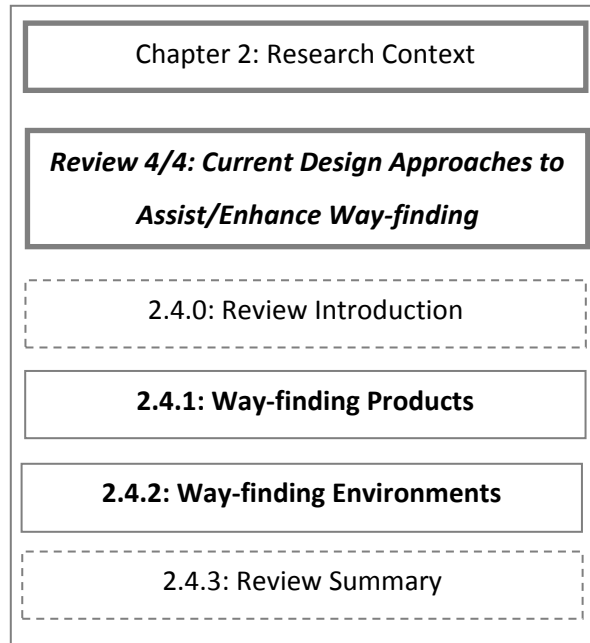 Chapter 2: Research Context
Review 4/4: Current Design Approaches to
Assist/Enhance Way-finding
2.4.0: Review Introduction
2.4.1: Way-finding Products
2.4.2: Way-finding Environments
2.4.3: Review Summary